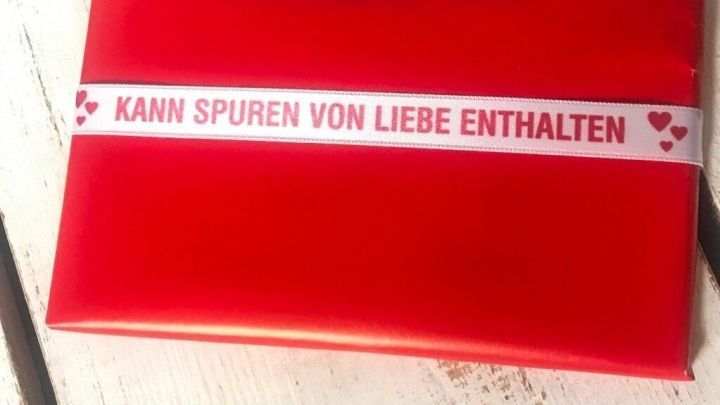 KANN SPUREN VON LIEBE ENTHALTEN